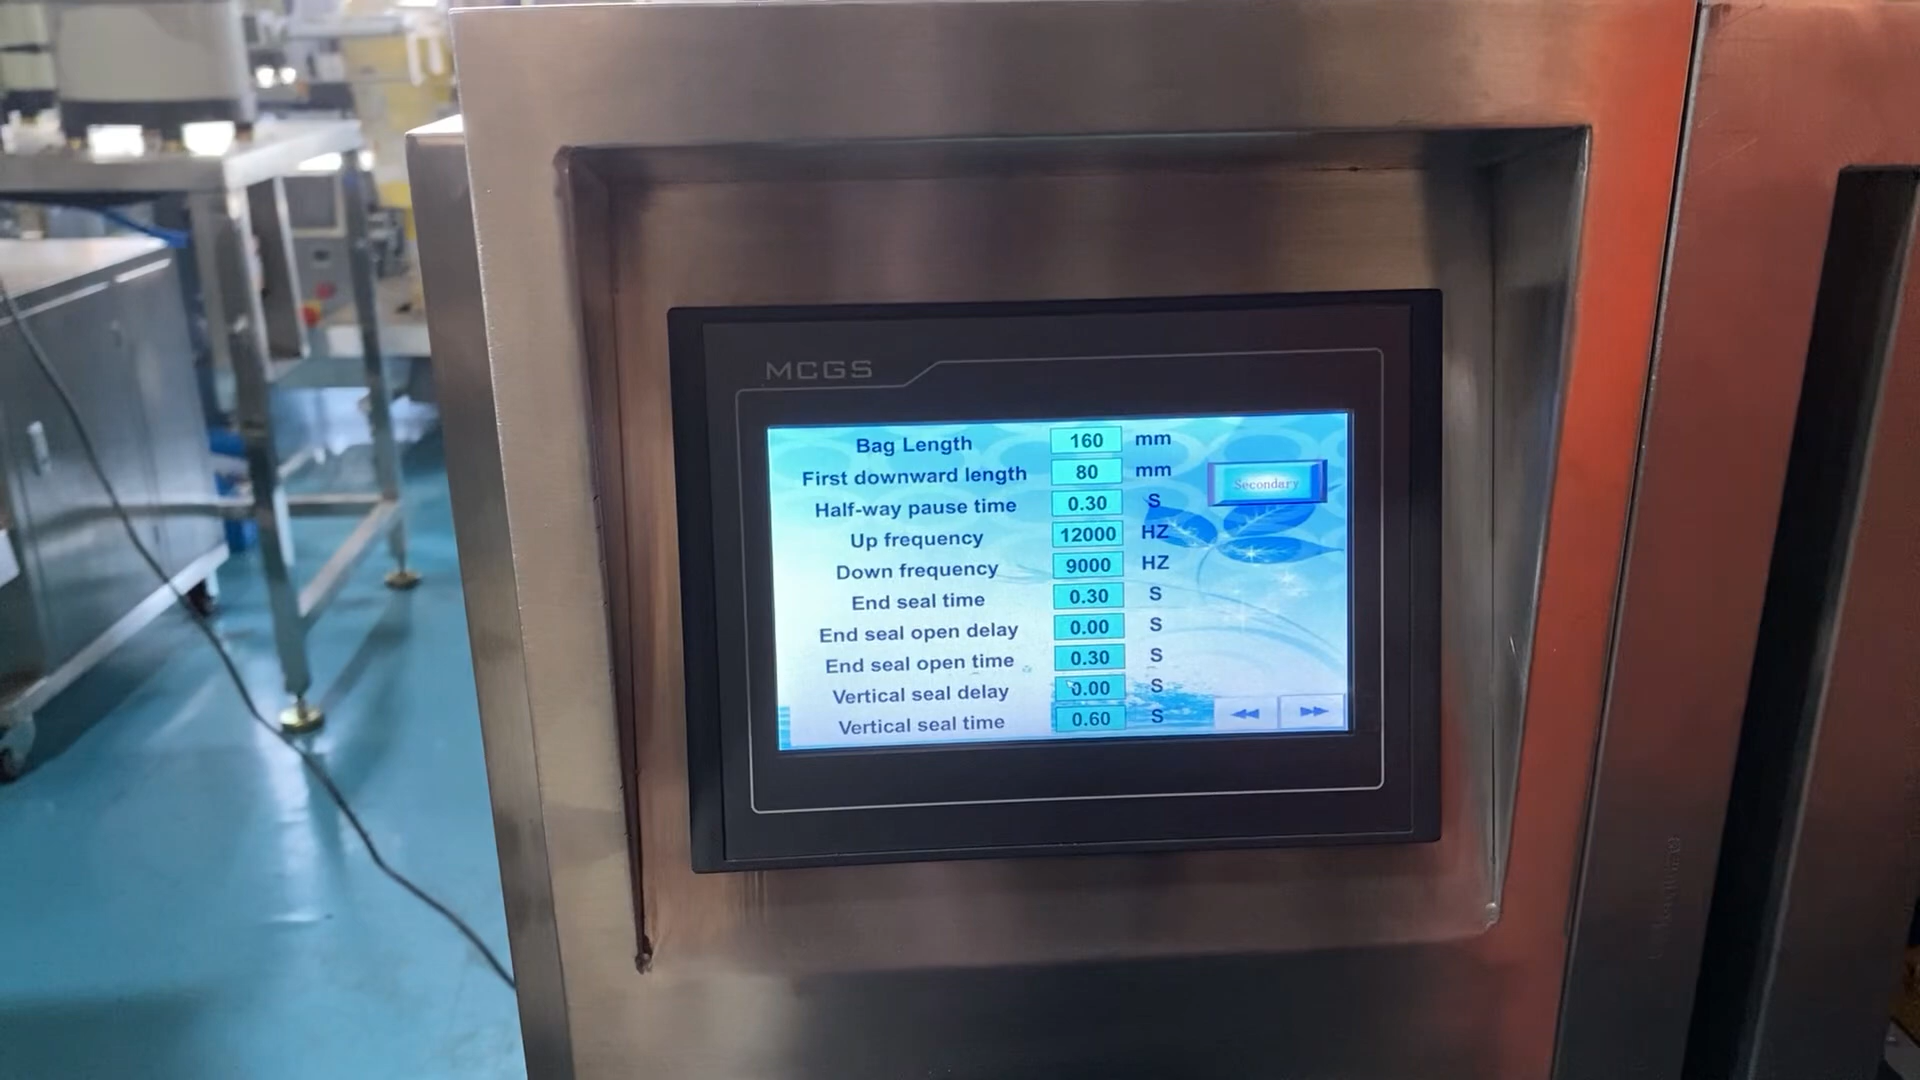 MCGS
Bag Length 160 mm
First downward length 80 mm
Secondary
Half-way pause time 0.30 S
Up frequency 12000 HZ
Down frequency 9000 HZ
End seal time 0.30 S
End seal open delay 0.00 S
End seal open time 0.30 S
Vertical seal delay 0.00 S
Vertical seal time 0.60 S